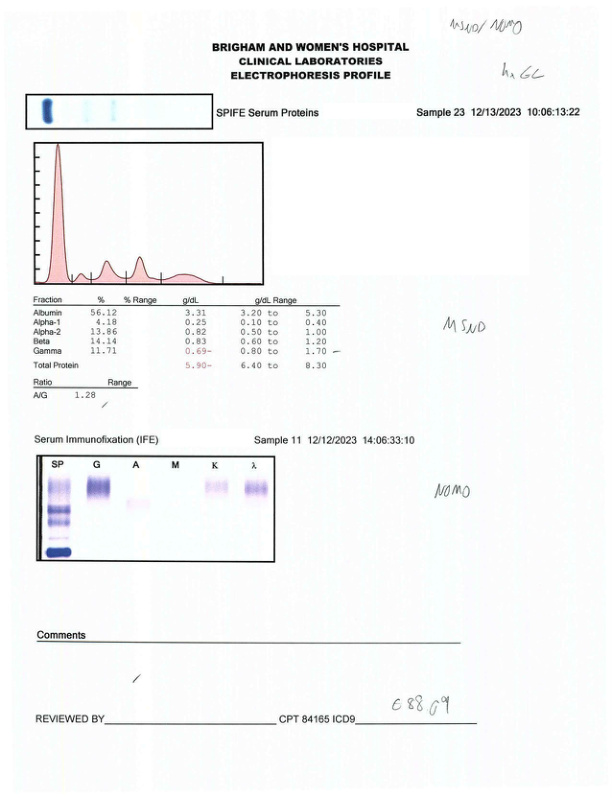 MSND/ NOMO
BRIGHAM AND WOMEN'S HOSPITAL
CLINICAL LABORATORIES
ELECTROPHORESIS PROFILE
SPIFE Serum Proteins Sample 23 12/13/2023 10:06:13:22
Fraction % % Range g/dL g/dL Range
Albumin 56.12 3.31 3.20 to 5.30
Alpha-1 4.18 0.25 0.10 to 0.40
Alpha-2 13.86 0.82 0.50 to 1.00
Beta 14.14 0.83 0.60 to 1.20
Gamma 11.71 0.69- 0.80 to 1.70 -
MSND
Total Protein 5.90- 6.40 to 8.30
Ratio Range
A/G 1.28
Serum Immunofixation (IFE) Sample 11 12/12/2023 14:06:33:10
SP G A M K λ
NOMO
Comments
E88 09
REVIEWED BY CPT 84165 ICD9